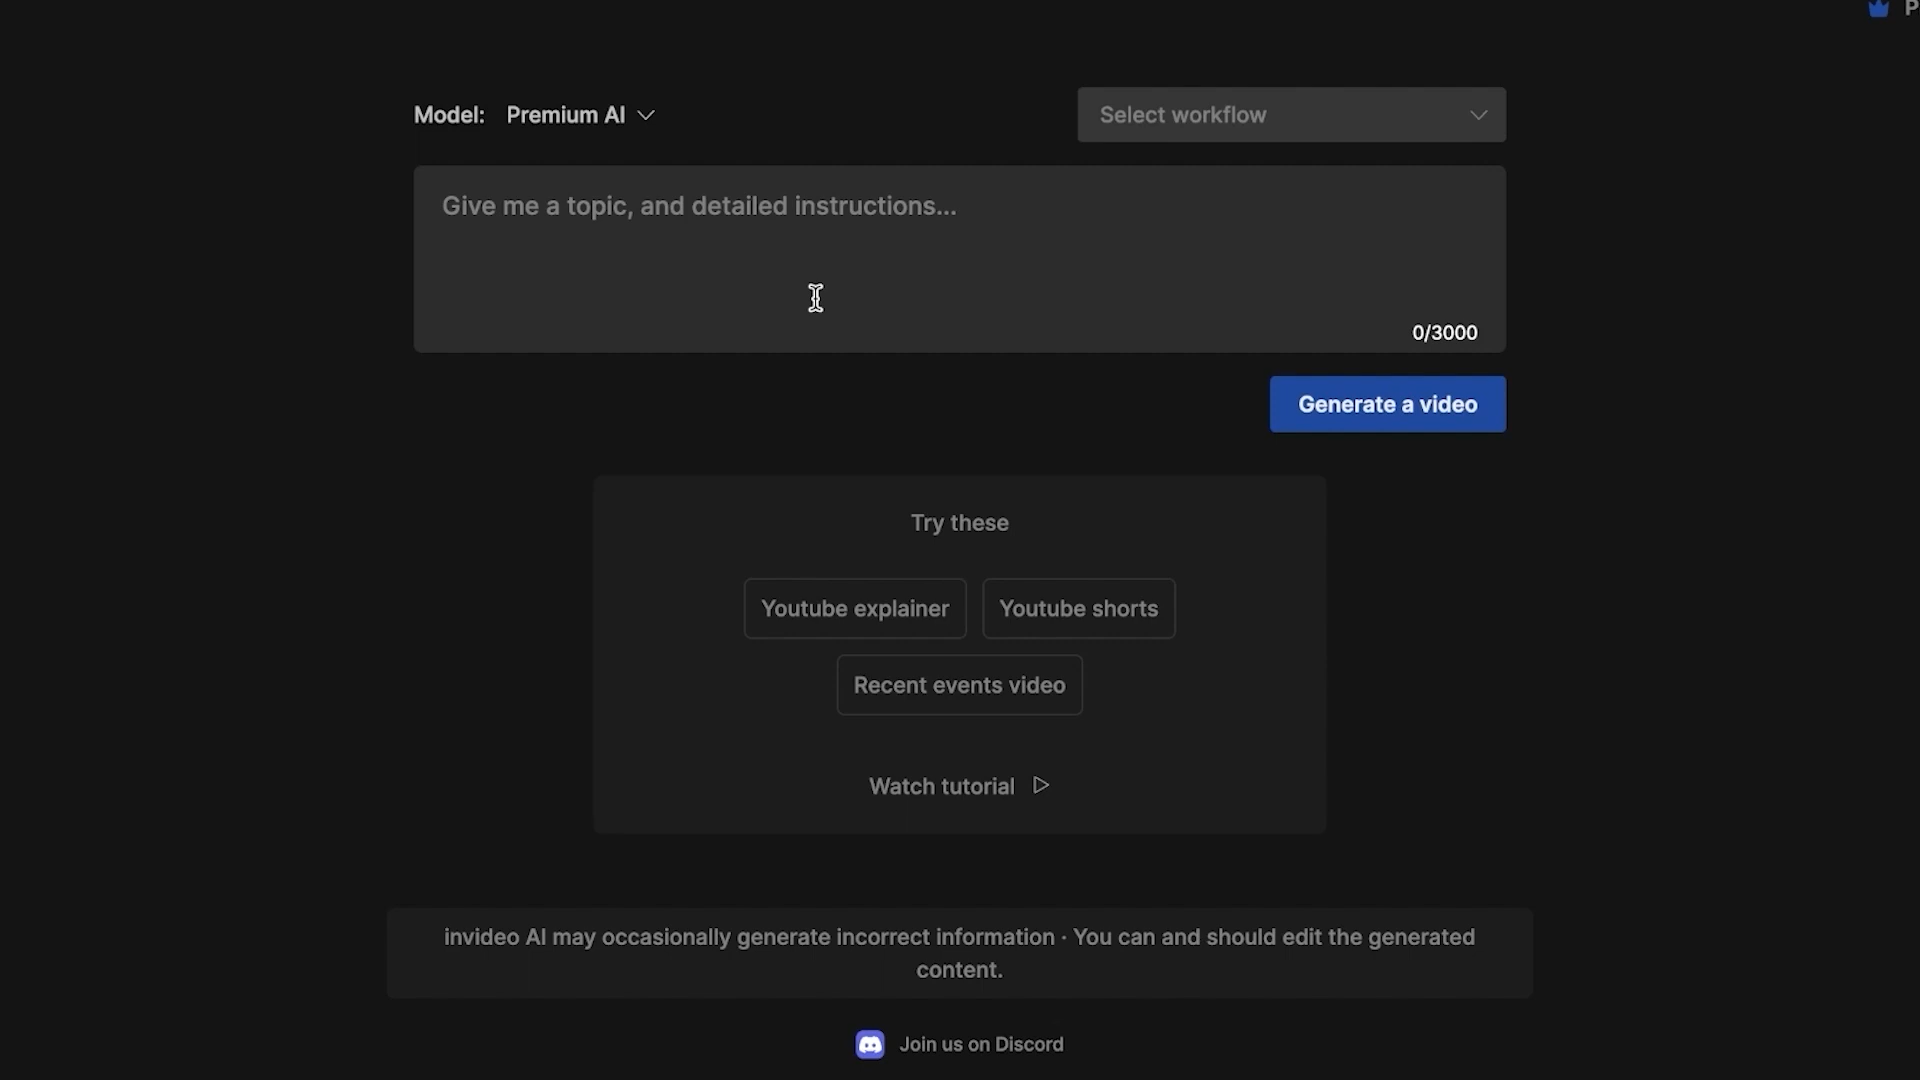 P
Model: Premium AI
Select workflow
Give me a topic, and detailed instructions...
0/3000
Generate a video
Try these
Youtube explainer
Youtube shorts
Recent events video
Watch tutorial
invideo AI may occasionally generate incorrect information · You can and should edit the generated
content.
Join us on Discord